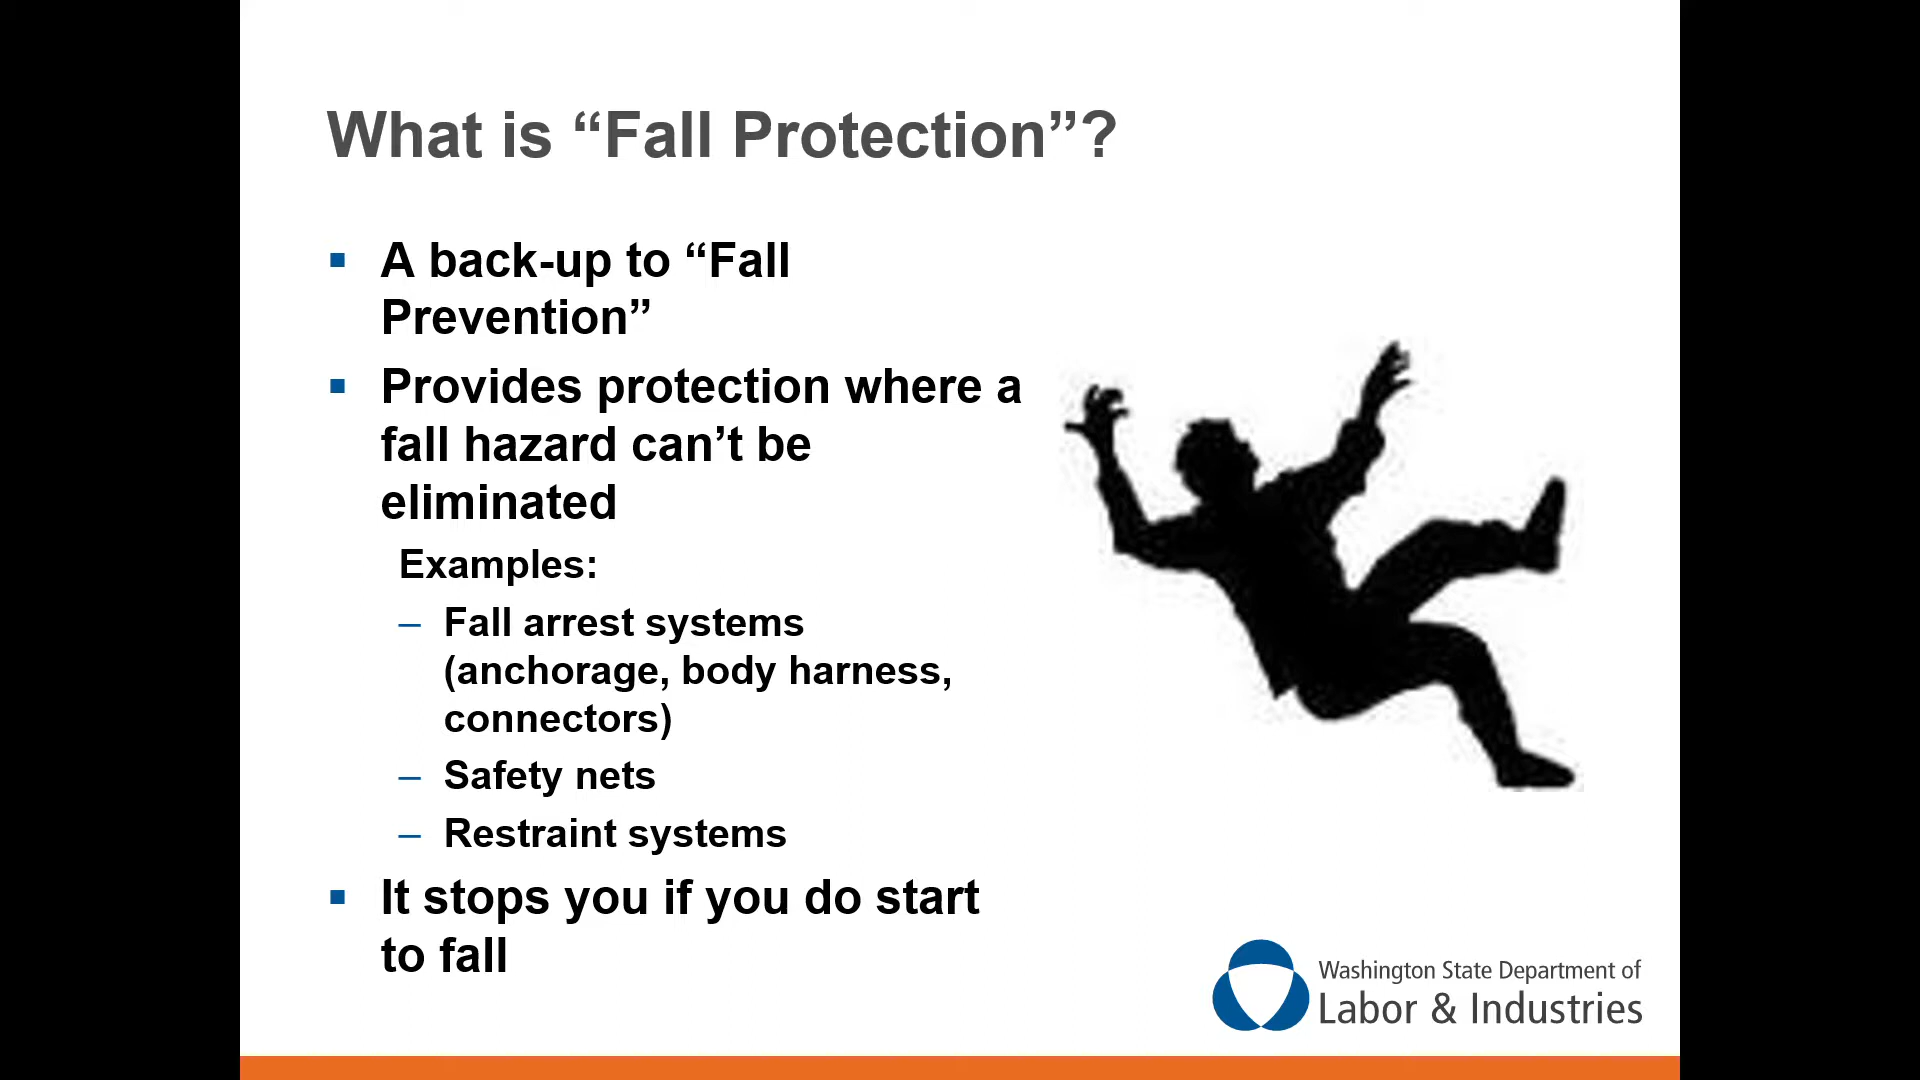 What is “Fall Protection”?
▪ A back-up to “Fall
Prevention”
▪ Provides protection where a
fall hazard can’t be
eliminated
Examples:
– Fall arrest systems
(anchorage, body harness,
connectors)
– Safety nets
– Restraint systems
▪ It stops you if you do start
to fall
Washington State Department of
Labor & Industries